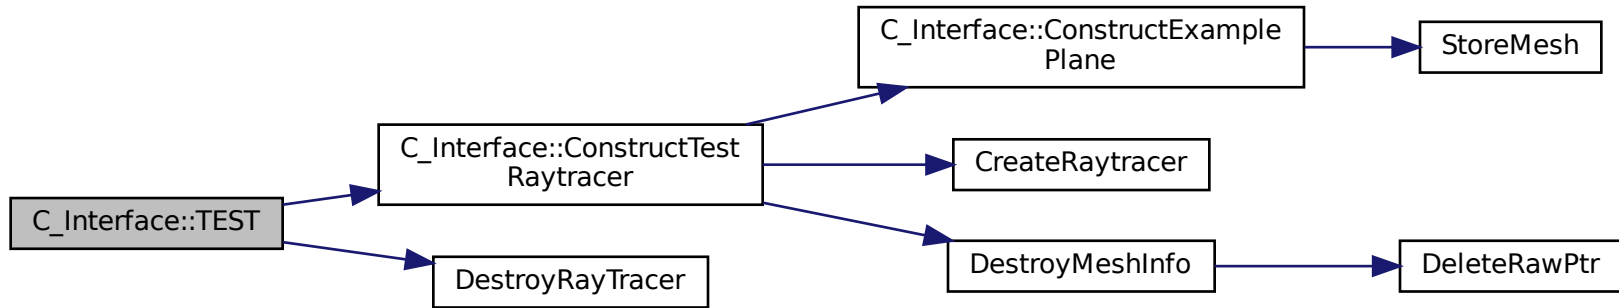 C_Interface::TEST
C_Interface::ConstructTest
Raytracer
DestroyRayTracer
C_Interface::ConstructExample
Plane
CreateRaytracer
DestroyMeshInfo
StoreMesh
DeleteRawPtr